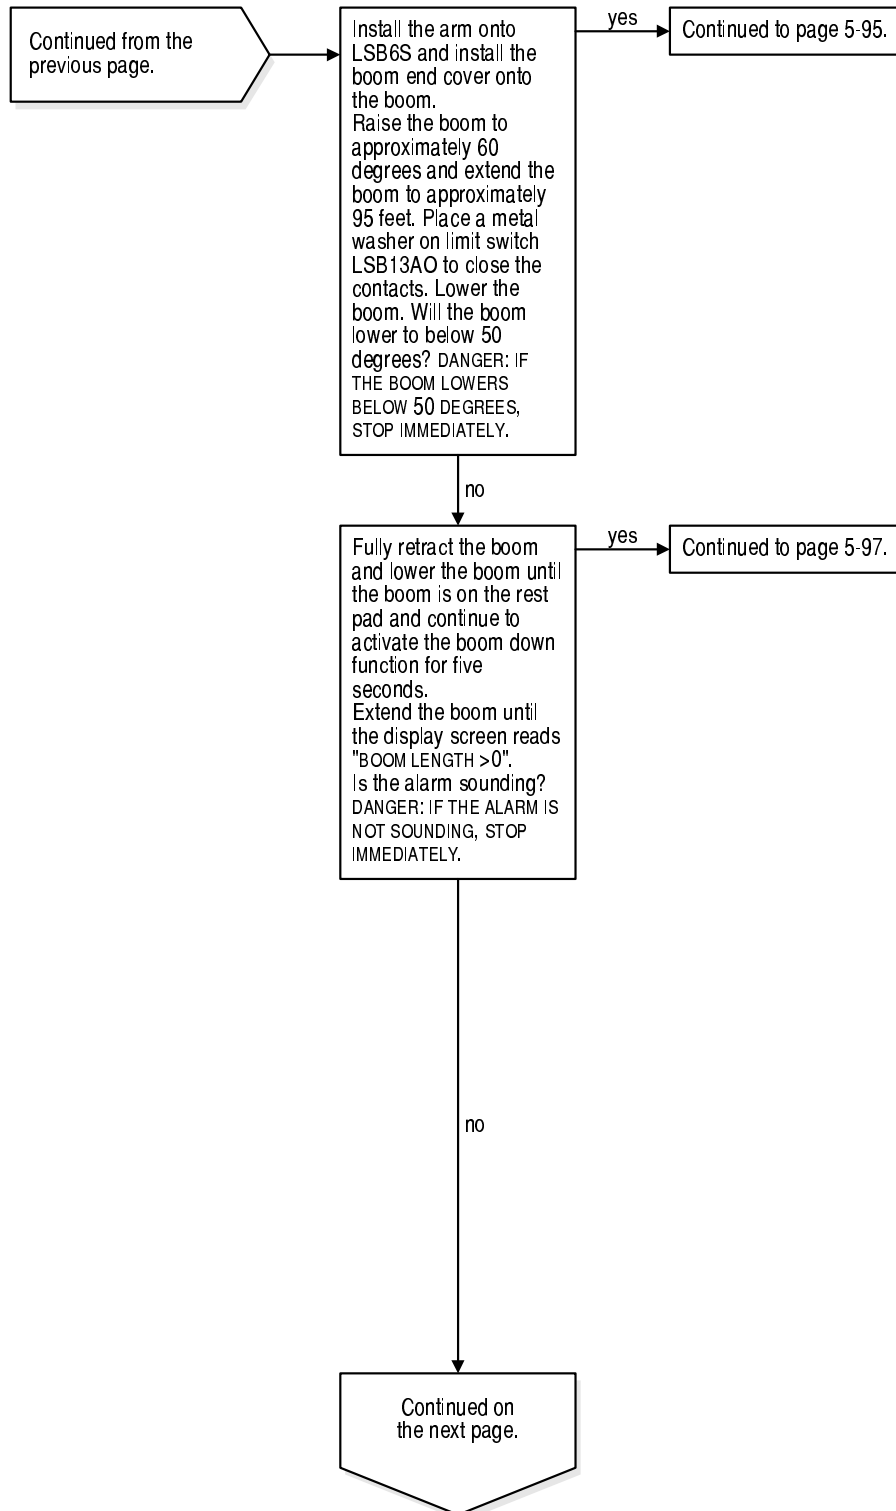 Continued from the
previous page.
Install the arm onto
LSB6S and install the
boom end cover onto
the boom.
Raise the boom to
approximately 60
degrees and extend the
boom to approximately
95 feet. Place a metal
washer on limit switch
LSB13AO to close the
contacts. Lower the
boom. Will the boom
lower to below 50
degrees? DANGER: IF
THE BOOM LOWERS
BELOW 50 DEGREES,
STOP IMMEDIATELY.
yes
Continued to page 5-95.
no
Fully retract the boom
and lower the boom until
the boom is on the rest
pad and continue to
activate the boom down
function for five
seconds.
Extend the boom until
the display screen reads
"BOOM LENGTH >0".
Is the alarm sounding?
DANGER: IF THE ALARM IS
NOT SOUNDING, STOP
IMMEDIATELY.
yes
Continued to page 5-97.
no
Continued on
the next page.